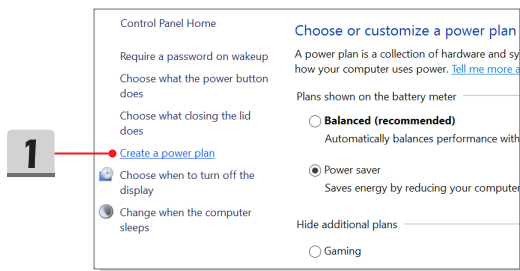 1
Control Panel Home
Require a password on wakeup
Choose what the power button
does
Choose what closing the lid
does
Create a power plan
Choose when to turn off the
display
Change when the computer
sleeps
Choose or customize a power plan
A power plan is a collection of hardware and sy
how your computer uses power. Tell me more a
Plans shown on the battery meter
Balanced (recommended)
Automatically balances performance with
Power saver
Saves energy by reducing your computer
Hide additional plans
Gaming